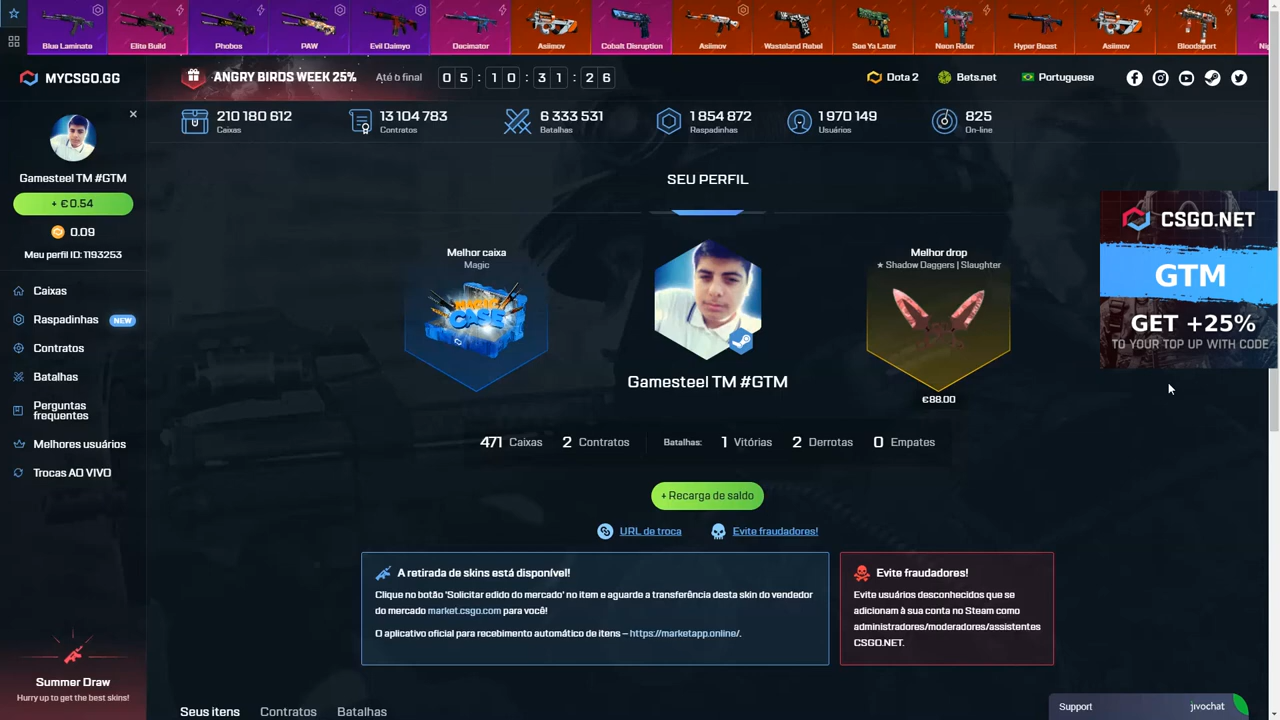 Blue Laminate
Elite Build
Phobos
PAW
Evil Daimyo
Decimator
Asiimov
Cobalt Disruption
Asiimov
Wasteland Rebel
See Ya Later
Neon Rider
Hyper Beast
Asiimov
Bloodsport
MYCSGO.GG
ANGRY BIRDS WEEK 25%
Até o final
05:10:31:26
Dota 2
Bets.net
Portuguese
210 180 612
Caixas
13 104 783
Contratos
6 333 531
Batalhas
1 854 872
Raspadinhas
1 970 149
Usuários
825
On-line
Gamesteel TM #GTM
+ €0.54
0.09
Meu perfil ID: 1193253
Caixas
Raspadinhas NEW
Contratos
Batalhas
Perguntas
frequentes
Melhores usuários
Trocas AO VIVO
Summer Draw
Hurry up to get the best skins!
SEU PERFIL
Melhor caixa
Magic
MAGIC
CASE
Gamesteel TM #GTM
Melhor drop
★ Shadow Daggers | Slaughter
€88.00
471 Caixas 2 Contratos Batalhas: 1 Vitórias 2 Derrotas 0 Empates
+ Recarga de saldo
URL de troca
Evite fraudadores!
A retirada de skins está disponível!
Clique no botão 'Solicitar edido do mercado' no item e aguarde a transferência desta skin do vendedor
do mercado market.csgo.com para você!
O aplicativo oficial para recebimento automático de itens – https://marketapp.online/.
Evite fraudadores!
Evite usuários desconhecidos que se
adicionam à sua conta no Steam como
administradores/moderadores/assistentes
CSGO.NET.
Seus itens
Contratos
Batalhas
CSGO.NET
GTM
GET +25%
TO YOUR TOP UP WITH CODE
Support
jivochat